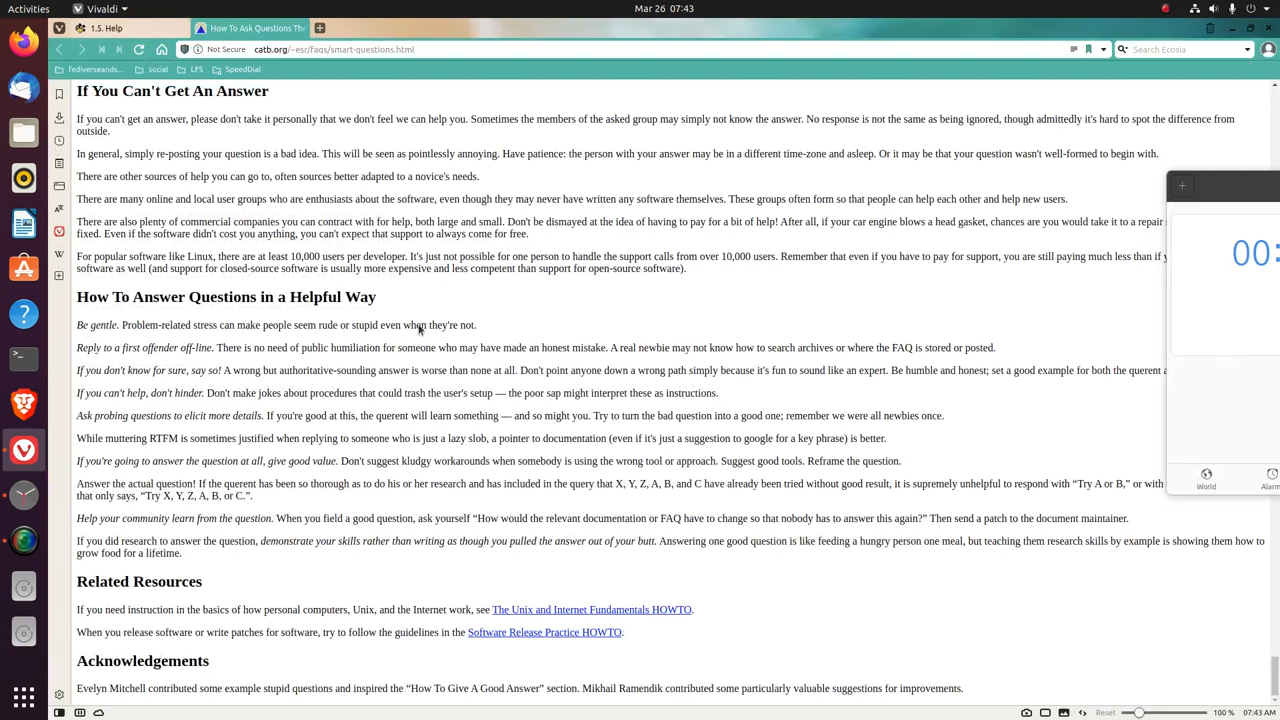 Activities
Vivaldi
Mar 26 07:43
1.5. Help
How To Ask Questions The
Not Secure catb.org/~esr/faqs/smart-questions.html
Search Ecosia
fediverseands... social LFS SpeedDial
If You Can't Get An Answer
If you can't get an answer, please don't take it personally that we don't feel we can help you. Sometimes the members of the asked group may simply not know the answer. No response is not the same as being ignored, though admittedly it's hard to spot the difference from
outside.
In general, simply re-posting your question is a bad idea. This will be seen as pointlessly annoying. Have patience: the person with your answer may be in a different time-zone and asleep. Or it may be that your question wasn't well-formed to begin with.
There are other sources of help you can go to, often sources better adapted to a novice's needs.
There are many online and local user groups who are enthusiasts about the software, even though they may never have written any software themselves. These groups often form so that people can help each other and help new users.
There are also plenty of commercial companies you can contract with for help, both large and small. Don't be dismayed at the idea of having to pay for a bit of help! After all, if your car engine blows a head gasket, chances are you would take it to a repair
fixed. Even if the software didn't cost you anything, you can't expect that support to always come for free.
For popular software like Linux, there are at least 10,000 users per developer. It's just not possible for one person to handle the support calls from over 10,000 users. Remember that even if you have to pay for support, you are still paying much less than if
software as well (and support for closed-source software is usually more expensive and less competent than support for open-source software).
How To Answer Questions in a Helpful Way
Be gentle. Problem-related stress can make people seem rude or stupid even when they're not.
Reply to a first offender off-line. There is no need of public humiliation for someone who may have made an honest mistake. A real newbie may not know how to search archives or where the FAQ is stored or posted.
If you don't know for sure, say so! A wrong but authoritative-sounding answer is worse than none at all. Don't point anyone down a wrong path simply because it's fun to sound like an expert. Be humble and honest; set a good example for both the querent
If you can't help, don't hinder. Don't make jokes about procedures that could trash the user's setup — the poor sap might interpret these as instructions.
Ask probing questions to elicit more details. If you're good at this, the querent will learn something — and so might you. Try to turn the bad question into a good one; remember we were all newbies once.
While muttering RTFM is sometimes justified when replying to someone who is just a lazy slob, a pointer to documentation (even if it's just a suggestion to google for a key phrase) is better.
If you're going to answer the question at all, give good value. Don't suggest kludgy workarounds when somebody is using the wrong tool or approach. Suggest good tools. Reframe the question.
Answer the actual question! If the querent has been so thorough as to do his or her research and has included in the query that X, Y, Z, A, B, and C have already been tried without good result, it is supremely unhelpful to respond with “Try A or B,” or with
that only says, “Try X, Y, Z, A, B, or C.”.
Help your community learn from the question. When you field a good question, ask yourself “How would the relevant documentation or FAQ have to change so that nobody has to answer this again?” Then send a patch to the document maintainer.
If you did research to answer the question, demonstrate your skills rather than writing as though you pulled the answer out of your butt. Answering one good question is like feeding a hungry person one meal, but teaching them research skills by example is showing them how to
grow food for a lifetime.
Related Resources
If you need instruction in the basics of how personal computers, Unix, and the Internet work, see The Unix and Internet Fundamentals HOWTO.
When you release software or write patches for software, try to follow the guidelines in the Software Release Practice HOWTO.
Acknowledgements
Evelyn Mitchell contributed some example stupid questions and inspired the “How To Give A Good Answer” section. Mikhail Ramendik contributed some particularly valuable suggestions for improvements.
00:
World
Alarm
Reset 100 % 07:43 AM